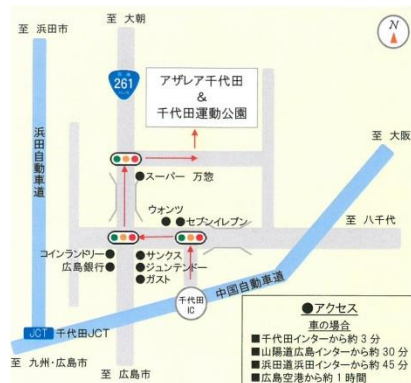 至 大朝
至 浜田市
N
国道
261
アザレア千代田
&
千代田運動公園
至 大阪
浜田自動車道
スーパー 万惣
ウォンツ
セブンイレブン
至 八千代
コインランドリー
広島銀行
サンクス
ジュンテンドー
ガスト
千代田
IC
中国自動車道
JCT 千代田JCT
至 九州・広島市
至 広島市
●アクセス
車の場合
■千代田インターから約3分
■山陽道広島インターから約30分
■浜田道浜田インターから約45分
■広島空港から約1時間